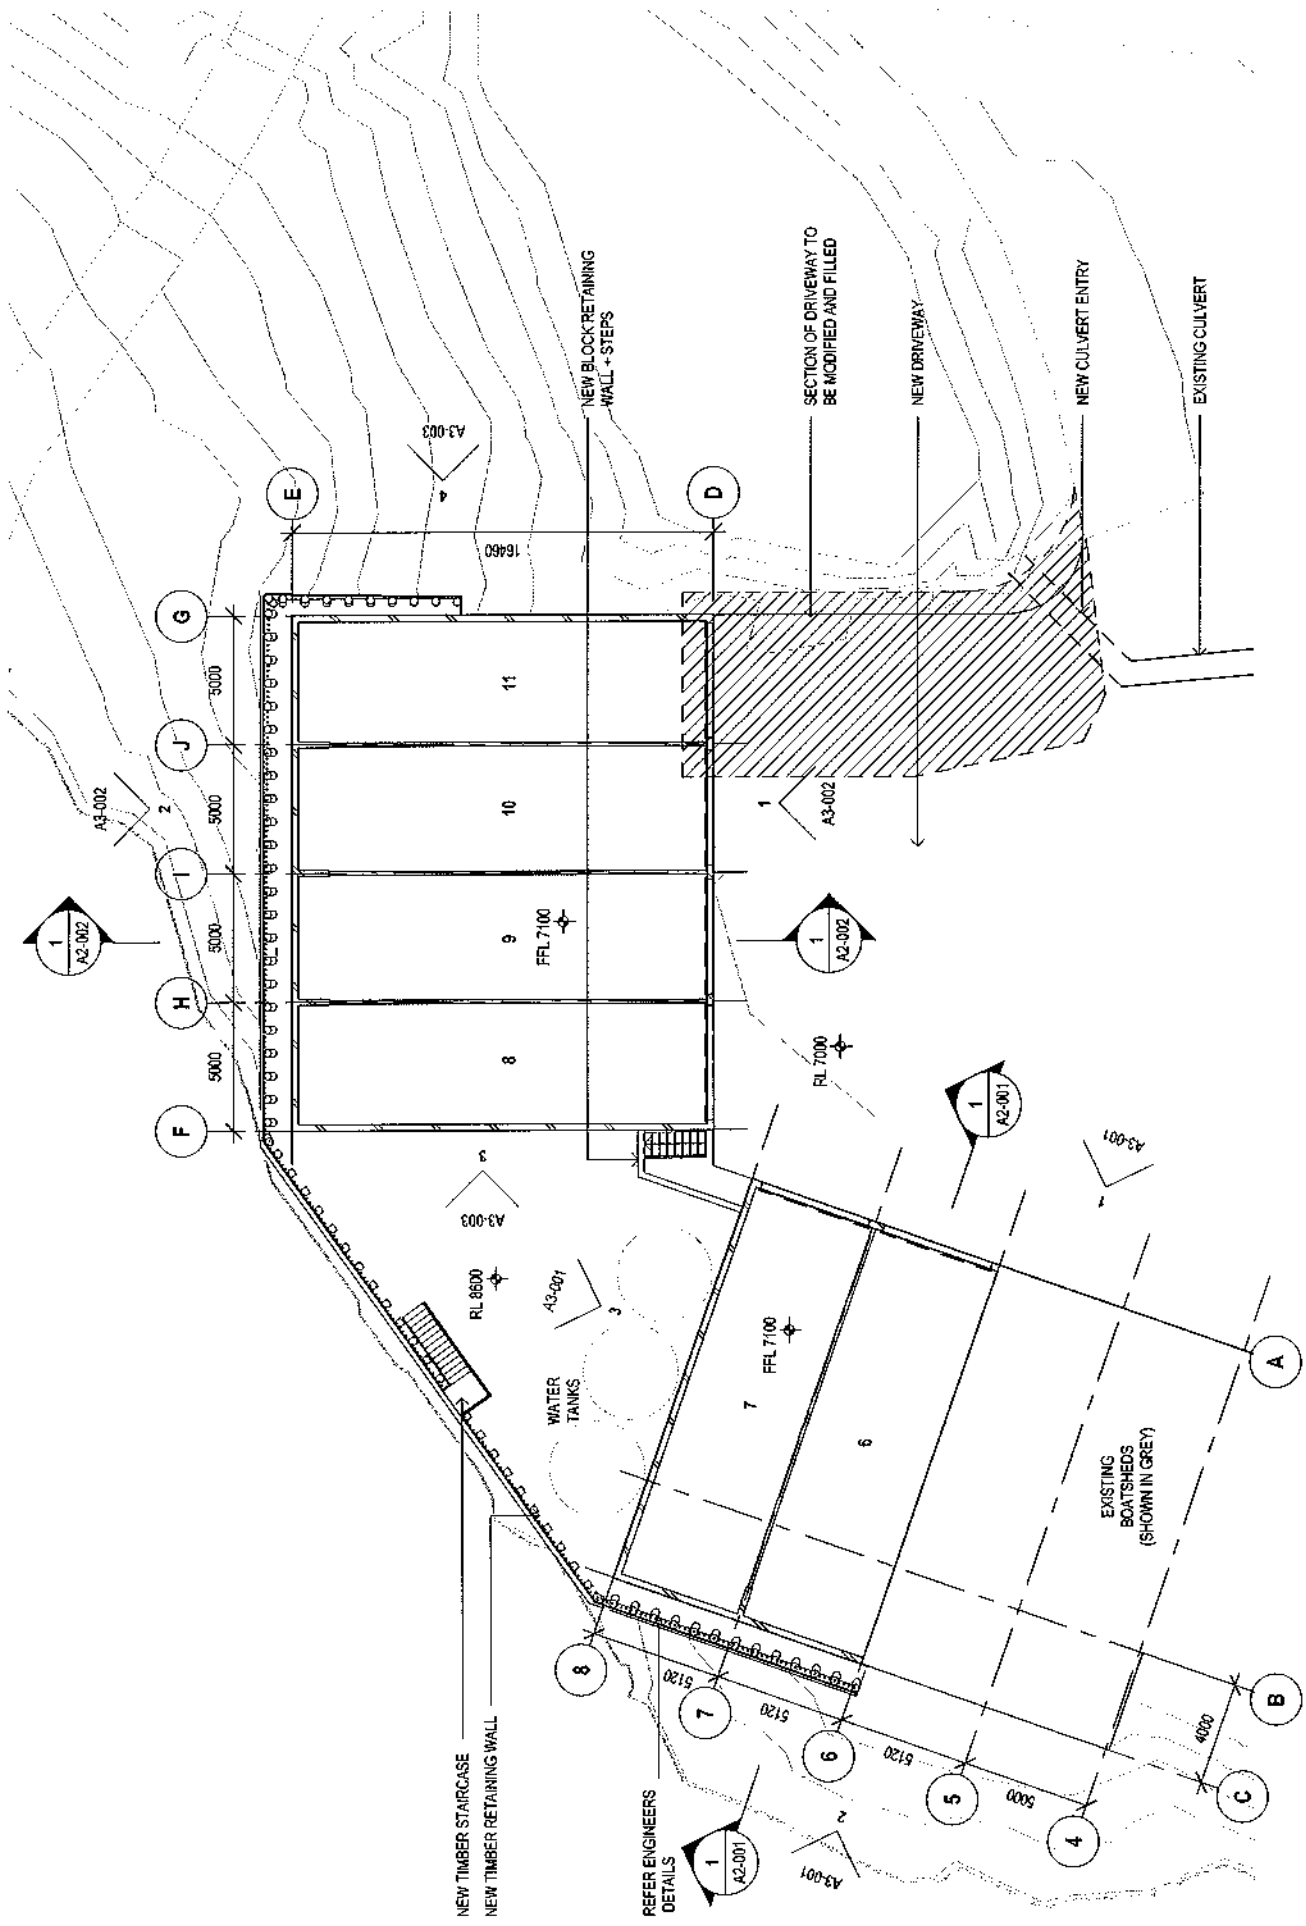 A3-002
2
1
A2-002
F
H
I
J
G
5000
5000
5000
5000
E
D
16460
A3-003
4
8
9
10
11
FFL 7100
NEW BLOCK RETAINING
WALL + STEPS
SECTION OF DRIVEWAY TO
BE MODIFIED AND FILLED
NEW DRIVEWAY
NEW CULVERT ENTRY
EXISTING CULVERT
1
A3-002
1
A2-002
RL 7000
1
A2-001
A3-001
1
3
A3-003
RL 8600
A3-001
3
WATER
TANKS
7
FFL 7100
6
EXISTING
BOATSHEDS
(SHOWN IN GREY)
A
B
C
4000
8
7
6
5
4
5120
5120
5120
5000
NEW TIMBER STAIRCASE
NEW TIMBER RETAINING WALL
REFER ENGINEERS
DETAILS
1
A2-001
2
A3-001